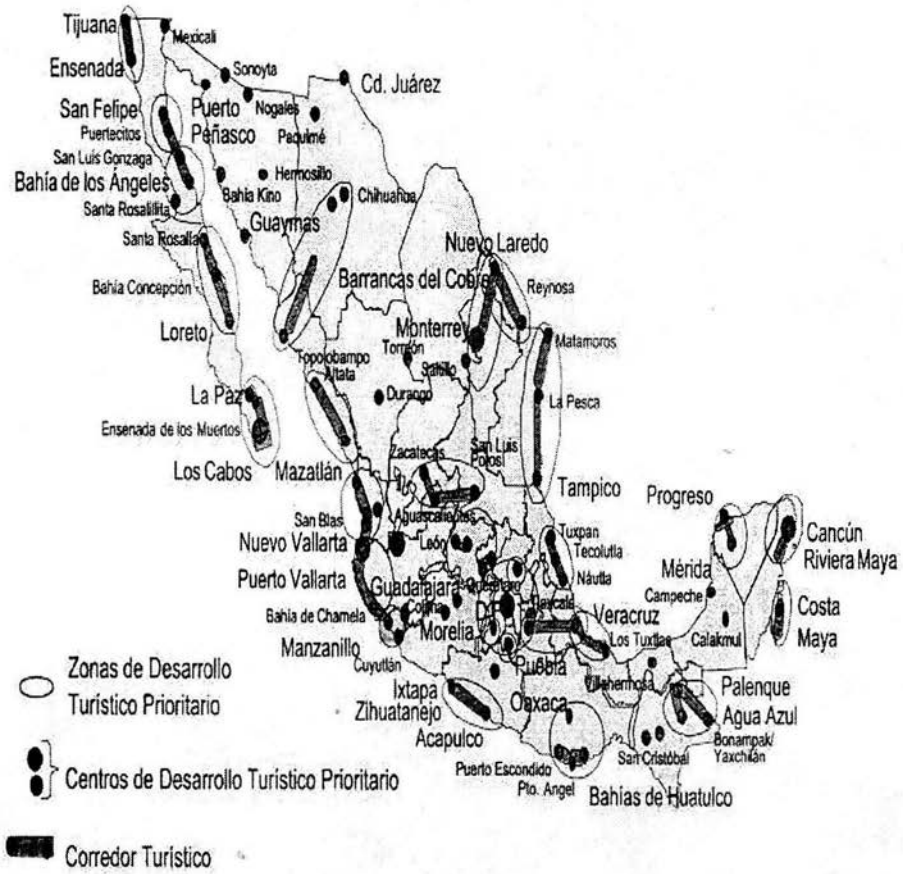 Tijuana
Mexicali
Ensenada
Sonoyta
Cd. Juárez
San Felipe
Puerto
Peñasco
Nogales
Paquimé
Puertecitos
San Luis Gonzaga
Bahía de los Ángeles
Hermosillo
Bahía Kino
Chihuahua
Santa Rosalillita
Guaymas
Santa Rosalía
Nuevo Laredo
Barrancas del Cobre
Reynosa
Bahía Concepción
Loreto
Monterrey
Matamoros
Torreón
Saltillo
Topolobampo
Altata
La Paz
Durango
La Pesca
Ensenada de los Muertos
Los Cabos
Mazatlán
Zacatecas
San Luis
Potosí
Tampico
Progreso
San Blas
Aguascalientes
Tuxpan
Tecolutla
Cancún
Riviera Maya
Nuevo Vallarta
León
Mérida
Náutla
Puerto Vallarta
Guadalajara
Querétaro
Campeche
Colima
Tlaxcala
Veracruz
Costa
Maya
Bahía de Chamela
Morelia
Los Tuxtlas
Calakmul
Manzanillo
Cuyutlán
Puebla
Villahermosa
Palenque
Agua Azul
Ixtapa
Zihuatanejo
Oaxaca
Acapulco
Bonampak/
Yaxchilán
San Cristóbal
Puerto Escondido
Pto. Angel
Bahías de Huatulco
Zonas de Desarrollo
Turístico Prioritario
Centros de Desarrollo Turístico Prioritario
Corredor Turístico